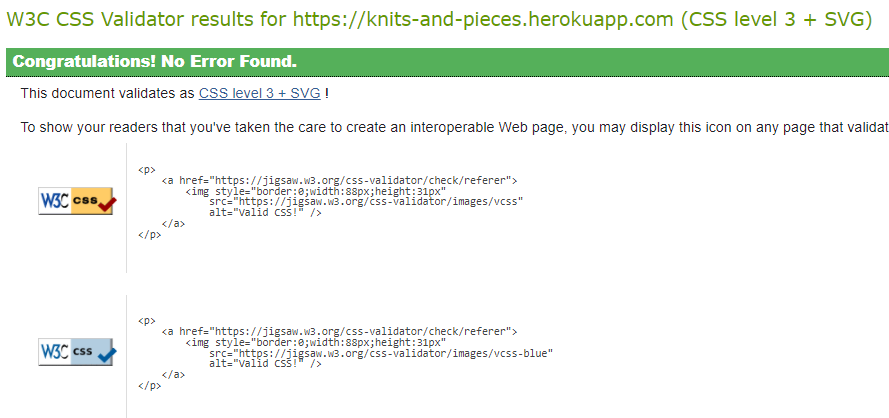 W3C CSS Validator results for https://knits-and-pieces.herokuapp.com (CSS level 3 + SVG)
Congratulations! No Error Found.
This document validates as CSS level 3 + SVG !
To show your readers that you've taken the care to create an interoperable Web page, you may display this icon on any page that validat
<p>
<a href="https://jigsaw.w3.org/css-validator/check/referer">
<img style="border:0;width:88px;height:31px"
W3C css
src="https://jigsaw.w3.org/css-validator/images/vcss"
alt="Valid CSS!" />
</a>
</p>
<p>
<a href="https://jigsaw.w3.org/css-validator/check/referer">
<img style="border:0;width:88px;height:31px"
W3C css
src="https://jigsaw.w3.org/css-validator/images/vcss-blue"
alt="Valid CSS!" />
</a>
</p>